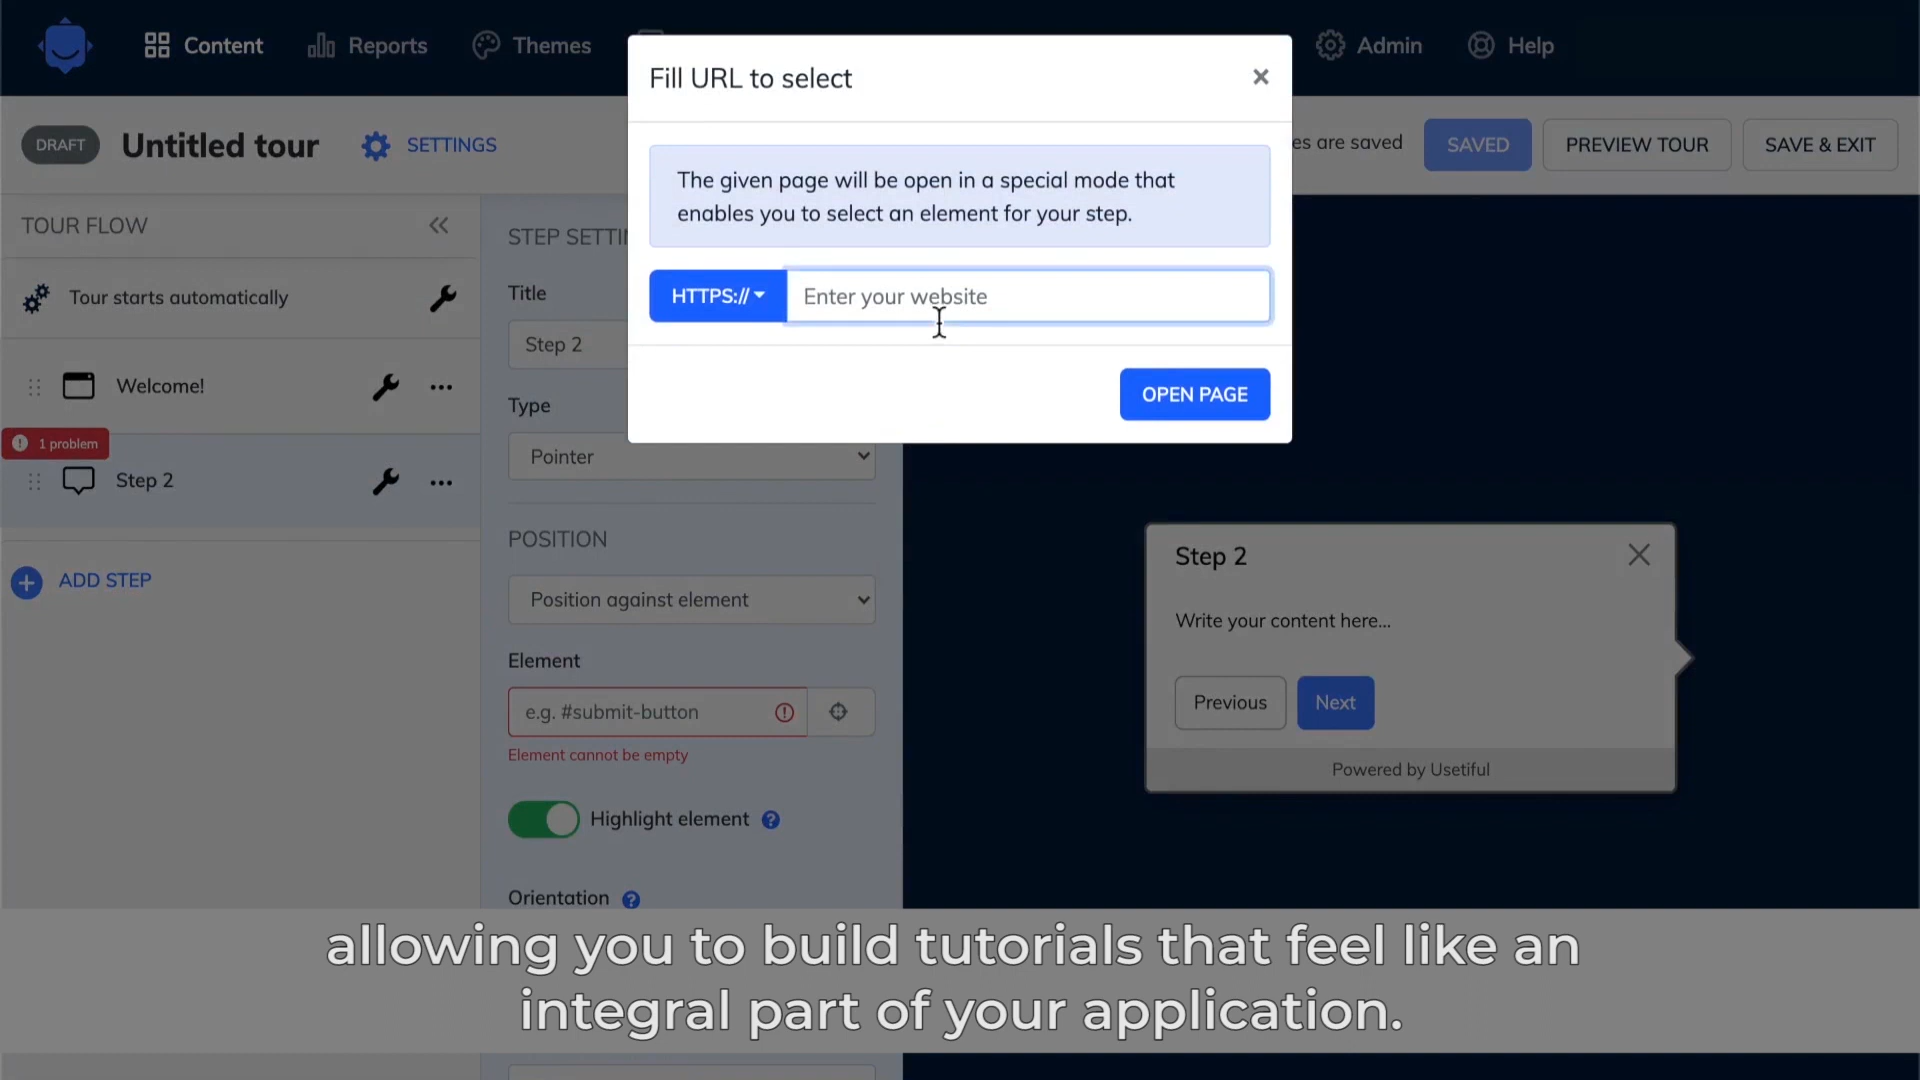 Content
Reports
Themes
Admin
Help
DRAFT
Untitled tour
SETTINGS
es are saved
SAVED
PREVIEW TOUR
SAVE & EXIT
Fill URL to select
The given page will be open in a special mode that
enables you to select an element for your step.
HTTPS://
Enter your website
OPEN PAGE
TOUR FLOW
Tour starts automatically
Welcome!
1 problem
Step 2
ADD STEP
STEP SETTI
Title
Step 2
Type
Pointer
POSITION
Position against element
Element
e.g. #submit-button
Element cannot be empty
Highlight element
Orientation
Step 2
Write your content here...
Previous
Next
Powered by Usetiful
allowing you to build tutorials that feel like an
integral part of your application.